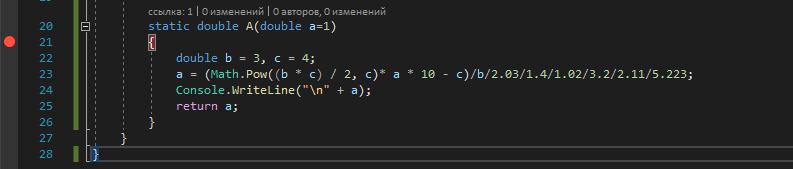 ссылка: 1 | 0 изменений | 0 авторов, 0 изменений
20 static double A(double a=1)
21 {
22 double b = 3, c = 4;
23 a = (Math.Pow((b * c) / 2, c)* a * 10 - c)/b/2.03/1.4/1.02/3.2/2.11/5.223;
24 Console.WriteLine("\n" + a);
25 return a;
26 }
27 }
28 }